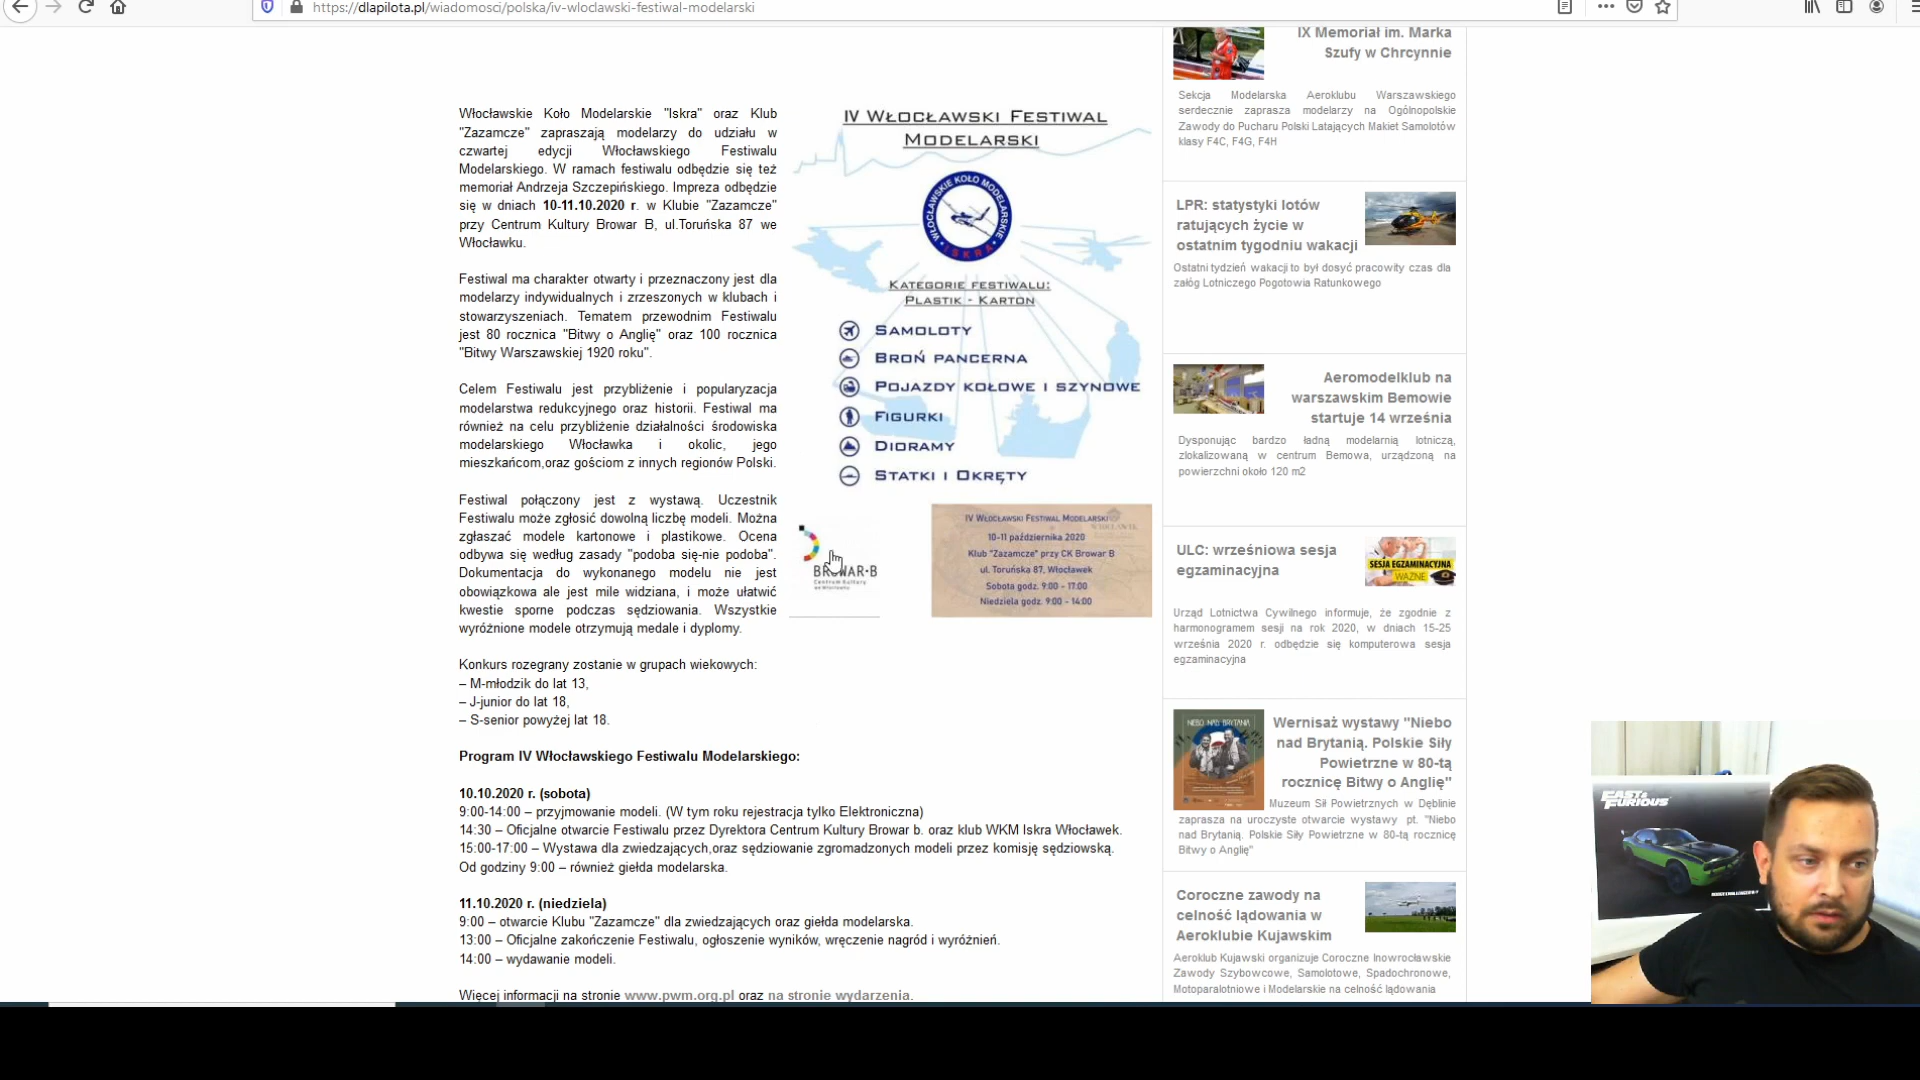 https://dlapilota.pl/wiadomosci/polska/iv-wloclawski-festiwal-modelarski
Włocławskie Koło Modelarskie "Iskra" oraz Klub
"Zazamcze" zapraszają modelarzy do udziału w
czwartej edycji Włocławskiego Festiwalu
Modelarskiego. W ramach festiwalu odbędzie się też
memoriał Andrzeja Szczepińskiego. Impreza odbędzie
się w dniach 10-11.10.2020 r. w Klubie "Zazamcze"
przy Centrum Kultury Browar B, ul.Toruńska 87 we
Włocławku.
Festiwal ma charakter otwarty i przeznaczony jest dla
modelarzy indywidualnych i zrzeszonych w klubach i
stowarzyszeniach. Tematem przewodnim Festiwalu
jest 80 rocznica "Bitwy o Anglię" oraz 100 rocznica
"Bitwy Warszawskiej 1920 roku".
Celem Festiwalu jest przybliżenie i popularyzacja
modelarstwa redukcyjnego oraz historii. Festiwal ma
również na celu przybliżenie działalności środowiska
modelarskiego Włocławka i okolic, jego
mieszkańcom,oraz gościom z innych regionów Polski.
Festiwal połączony jest z wystawą. Uczestnik
Festiwalu może zgłosić dowolną liczbę modeli. Można
zgłaszać modele kartonowe i plastikowe. Ocena
odbywa się według zasady "podoba się-nie podoba".
Dokumentacja do wykonanego modelu nie jest
obowiązkowa ale jest mile widziana, i może ułatwić
kwestie sporne podczas sędziowania. Wszystkie
wyróżnione modele otrzymują medale i dyplomy.
Konkurs rozegrany zostanie w grupach wiekowych:
– M-młodzik do lat 13,
– J-junior do lat 18,
– S-senior powyżej lat 18.
Program IV Włocławskiego Festiwalu Modelarskiego:
10.10.2020 r. (sobota)
9:00-14:00 – przyjmowanie modeli. (W tym roku rejestracja tylko Elektroniczna)
14:30 – Oficjalne otwarcie Festiwalu przez Dyrektora Centrum Kultury Browar b. oraz klub WKM Iskra Włocławek.
15:00-17:00 – Wystawa dla zwiedzających,oraz sędziowanie zgromadzonych modeli przez komisję sędziowską.
Od godziny 9:00 – również giełda modelarska.
11.10.2020 r. (niedziela)
9:00 – otwarcie Klubu "Zazamcze" dla zwiedzających oraz giełda modelarska.
13:00 – Oficjalne zakończenie Festiwalu, ogłoszenie wyników, wręczenie nagród i wyróżnień.
14:00 – wydawanie modeli.
Więcej informacji na stronie www.pwm.org.pl oraz na stronie wydarzenia.
IV Włocławski Festiwal
Modelarski
WŁOCŁAWSKIE KOŁO MODELARSKIE
ISKRA
Kategorie festiwalu:
Plastik - Karton
Samoloty
Broń pancerna
Pojazdy kołowe i szynowe
Figurki
Dioramy
Statki i Okręty
BROWAR•B
Centrum Kultury
we Włocławku
IV Włocławski Festiwal Modelarski
10-11 października 2020
Klub "Zazamcze" przy CK Browar B
ul. Toruńska 87, Włocławek
Sobota godz. 9:00 - 17:00
Niedziela godz. 9:00 - 14:00
IX Memoriał im. Marka
Szufy w Chrcynnie
Sekcja Modelarska Aeroklubu Warszawskiego
serdecznie zaprasza modelarzy na Ogólnopolskie
Zawody do Pucharu Polski Latających Makiet Samolotów
klasy F4C, F4G, F4H
LPR: statystyki lotów
ratujących życie w
ostatnim tygodniu wakacji
Ostatni tydzień wakacji to był dosyć pracowity czas dla
załóg Lotniczego Pogotowia Ratunkowego
Aeromodelklub na
warszawskim Bemowie
startuje 14 września
Dysponując bardzo ładną modelarnią lotniczą,
zlokalizowaną w centrum Bemowa, urządzoną na
powierzchni około 120 m2
ULC: wrześniowa sesja
egzaminacyjna
SESJA EGZAMINACYJNA
WAŻNE
Urząd Lotnictwa Cywilnego informuje, że zgodnie z
harmonogramem sesji na rok 2020, w dniach 15-25
września 2020 r. odbędzie się komputerowa sesja
egzaminacyjna
NIEBO NAD BRYTANIĄ
Wernisaż wystawy "Niebo
nad Brytanią. Polskie Siły
Powietrzne w 80-tą
rocznicę Bitwy o Anglię"
Muzeum Sił Powietrznych w Dęblinie
zaprasza na uroczyste otwarcie wystawy pt. "Niebo
nad Brytanią. Polskie Siły Powietrzne w 80-tą rocznicę
Bitwy o Anglię"
Coroczne zawody na
celność lądowania w
Aeroklubie Kujawskim
Aeroklub Kujawski organizuje Coroczne Inowrocławskie
Zawody Szybowcowe, Samolotowe, Spadochronowe,
Motoparalotniowe i Modelarskie na celność lądowania
FAST & FURIOUS